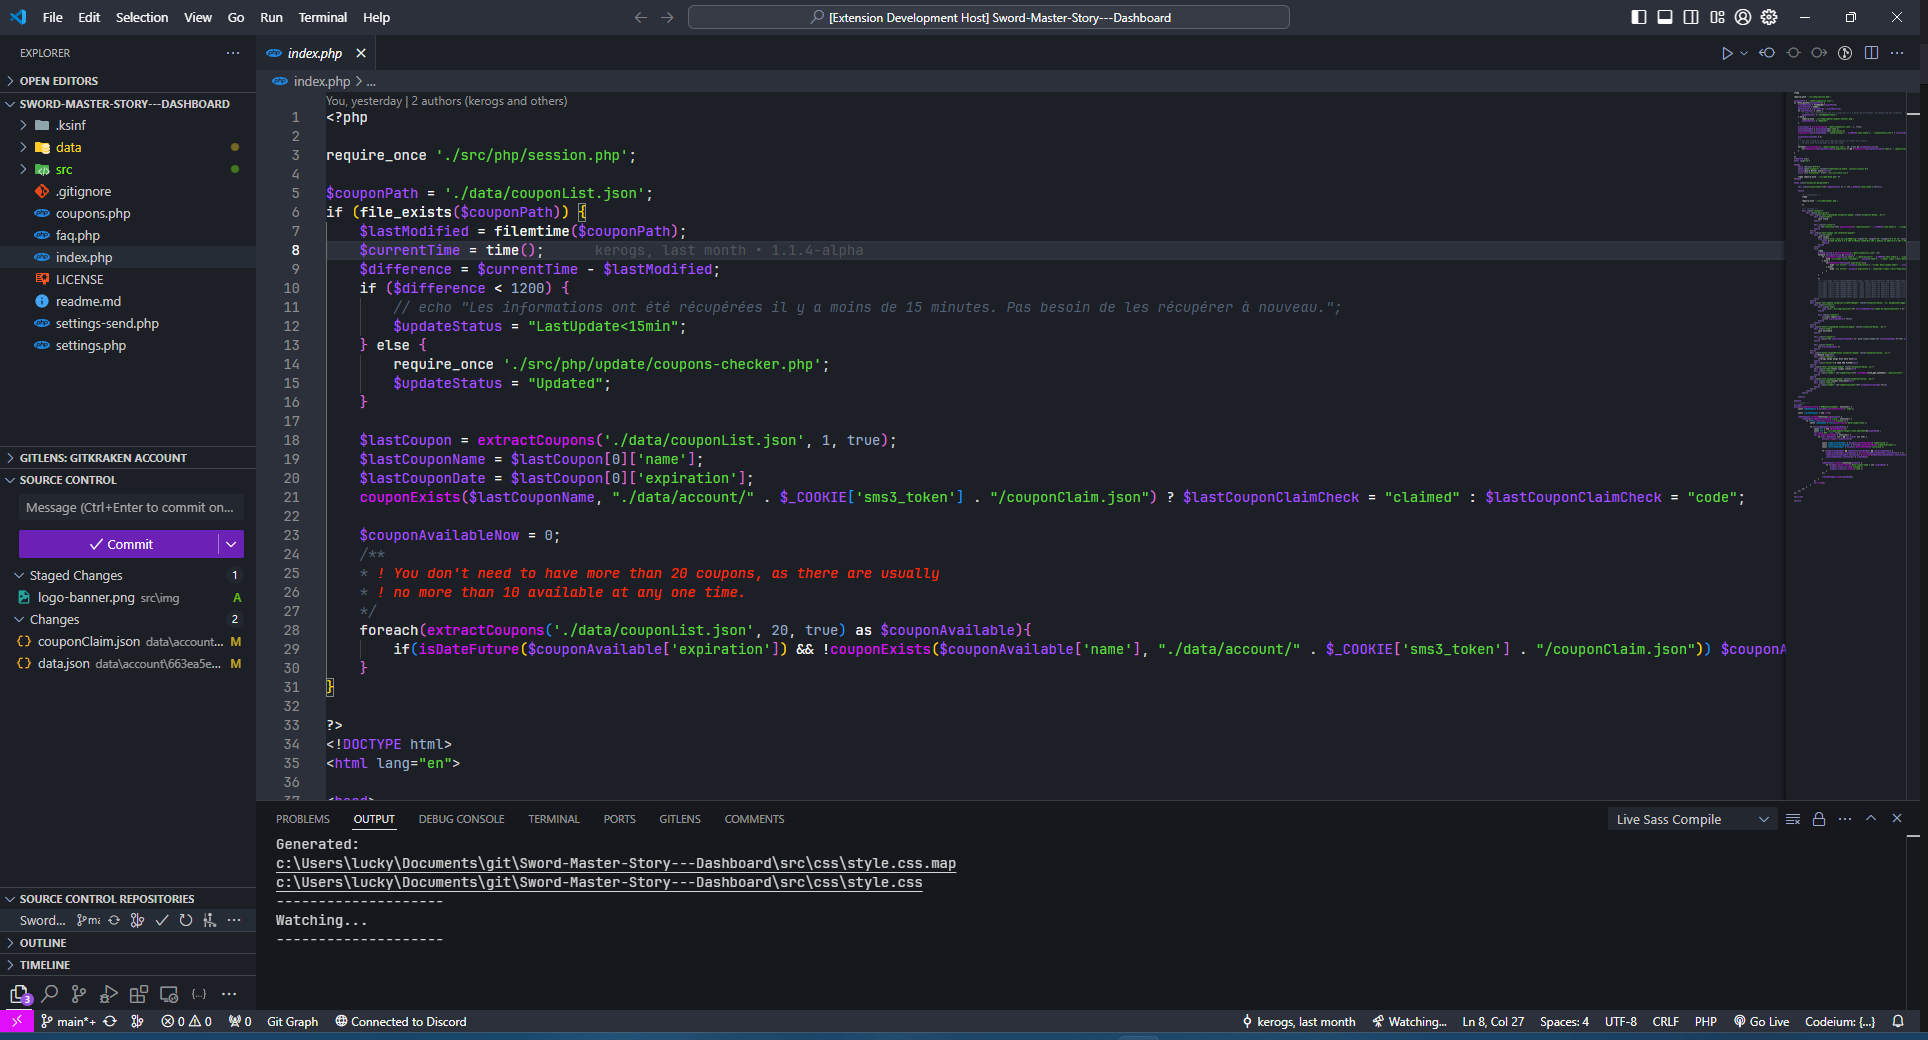 File Edit Selection View Go Run Terminal Help
[Extension Development Host] Sword-Master-Story---Dashboard
EXPLORER
OPEN EDITORS
SWORD-MASTER-STORY---DASHBOARD
.ksinf
data
src
.gitignore
coupons.php
faq.php
index.php
LICENSE
readme.md
settings-send.php
settings.php
GITLENS: GITKRAKEN ACCOUNT
SOURCE CONTROL
Message (Ctrl+Enter to commit on...
Commit
Staged Changes 1
logo-banner.png src\img A
Changes 2
couponClaim.json data\account... M
data.json data\account\663ea5e... M
SOURCE CONTROL REPOSITORIES
Sword... ma
OUTLINE
TIMELINE
3
index.php
index.php > ...
You, yesterday | 2 authors (kerogs and others)
1 <?php
2
3 require_once './src/php/session.php';
4
5 $couponPath = './data/couponList.json';
6 if (file_exists($couponPath)) {
7 $lastModified = filemtime($couponPath);
8 $currentTime = time(); kerogs, last month • 1.1.4-alpha
9 $difference = $currentTime - $lastModified;
10 if ($difference < 1200) {
11 // echo "Les informations ont été récupérées il y a moins de 15 minutes. Pas besoin de les récupérer à nouveau.";
12 $updateStatus = "LastUpdate<15min";
13 } else {
14 require_once './src/php/update/coupons-checker.php';
15 $updateStatus = "Updated";
16 }
17
18 $lastCoupon = extractCoupons('./data/couponList.json', 1, true);
19 $lastCouponName = $lastCoupon[0]['name'];
20 $lastCouponDate = $lastCoupon[0]['expiration'];
21 couponExists($lastCouponName, "./data/account/" . $_COOKIE['sms3_token'] . "/couponClaim.json") ? $lastCouponClaimCheck = "claimed" : $lastCouponClaimCheck = "code";
22
23 $couponAvailableNow = 0;
24 /**
25 * ! You don't need to have more than 20 coupons, as there are usually
26 * ! no more than 10 available at any one time.
27 */
28 foreach(extractCoupons('./data/couponList.json', 20, true) as $couponAvailable){
29 if(isDateFuture($couponAvailable['expiration']) && !couponExists($couponAvailable['name'], "./data/account/" . $_COOKIE['sms3_token'] . "/couponClaim.json")) $couponA
30 }
31 }
32
33 ?>
34 <!DOCTYPE html>
35 <html lang="en">
36
37 <head>
PROBLEMS OUTPUT DEBUG CONSOLE TERMINAL PORTS GITLENS COMMENTS
Live Sass Compile
Generated:
c:\Users\lucky\Documents\git\Sword-Master-Story---Dashboard\src\css\style.css.map
c:\Users\lucky\Documents\git\Sword-Master-Story---Dashboard\src\css\style.css
--------------------
Watching...
--------------------
main*+ 0 0 0 Git Graph Connected to Discord
kerogs, last month Watching... Ln 8, Col 27 Spaces: 4 UTF-8 CRLF PHP Go Live Codeium: {...}